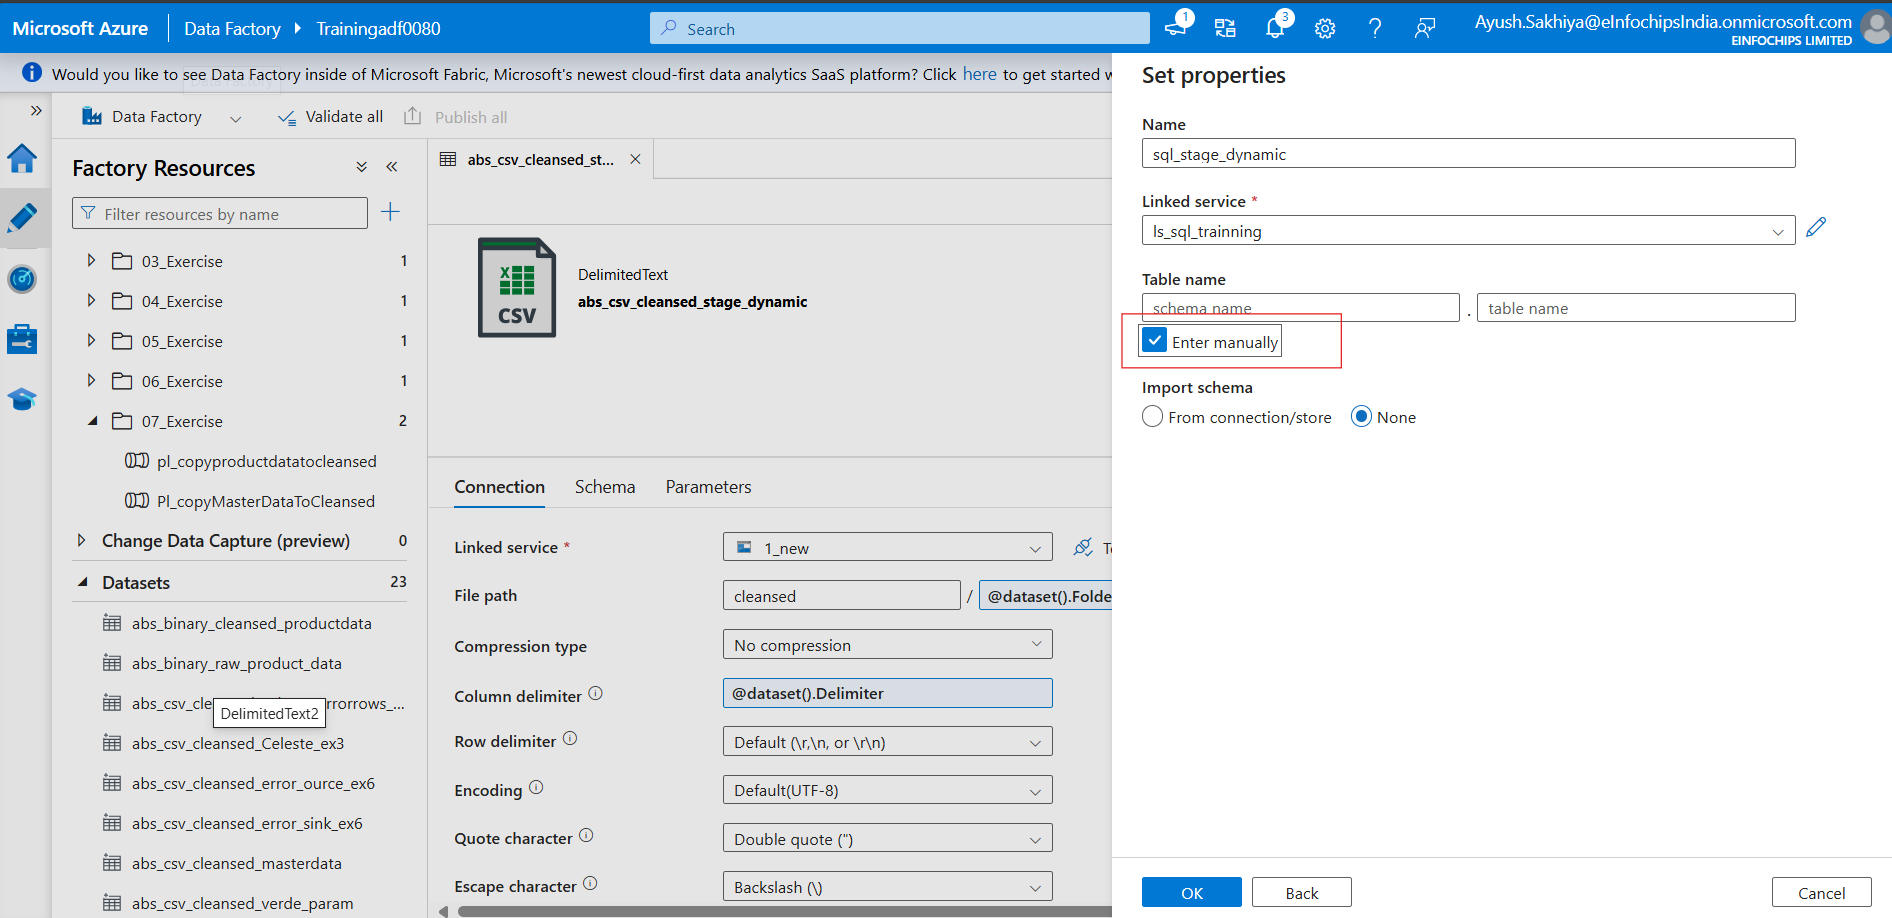 Microsoft Azure
Data Factory
Trainingadf0080
Search
1
3
Ayush.Sakhiya@eInfochipsIndia.onmicrosoft.com
EINFOCHIPS LIMITED
Would you like to see Data Factory inside of Microsoft Fabric, Microsoft's newest cloud-first data analytics SaaS platform? Click here to get started
Data Factory
Validate all
Publish all
Factory Resources
Filter resources by name
03_Exercise 1
04_Exercise 1
05_Exercise 1
06_Exercise 1
07_Exercise 2
pl_copyproductdatatocleansed
Pl_copyMasterDataToCleansed
Change Data Capture (preview) 0
Datasets 23
abs_binary_cleansed_productdata
abs_binary_raw_product_data
abs_csv_cle rrorrows_...
DelimitedText2
abs_csv_cleansed_Celeste_ex3
abs_csv_cleansed_error_ource_ex6
abs_csv_cleansed_error_sink_ex6
abs_csv_cleansed_masterdata
abs_csv_cleansed_verde_param
abs_csv_cleansed_st...
X
CSV
DelimitedText
abs_csv_cleansed_stage_dynamic
Connection
Schema
Parameters
Linked service *
1_new
File path
cleansed
/
@dataset().Folde
Compression type
No compression
Column delimiter
@dataset().Delimiter
Row delimiter
Default (\r,\n, or \r\n)
Encoding
Default(UTF-8)
Quote character
Double quote (")
Escape character
Backslash (\)
Set properties
Name
sql_stage_dynamic
Linked service *
ls_sql_trainning
Table name
schema name . table name
Enter manually
Import schema
From connection/store
None
OK
Back
Cancel